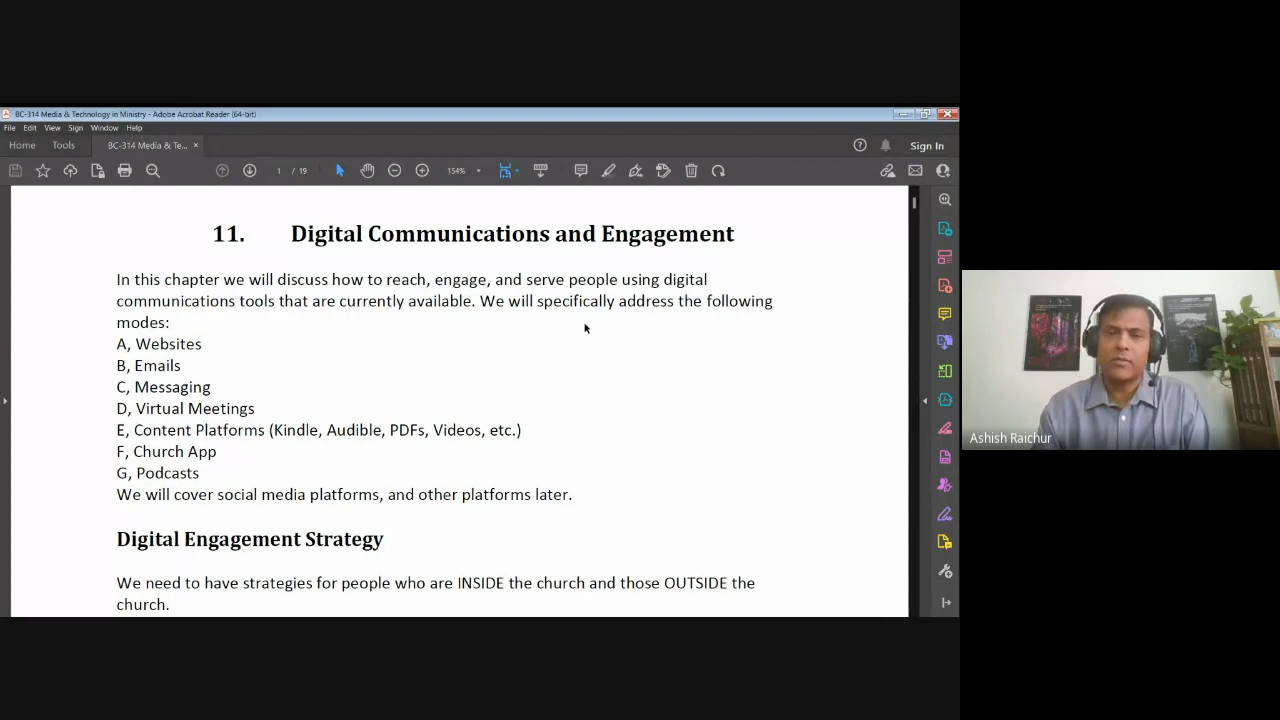 BC-314 Media & Technology in Ministry - Adobe Acrobat Reader (64-bit)
File Edit View Sign Window Help
Home Tools BC-314 Media & Te... × Sign In
1 / 19 154%
11. Digital Communications and Engagement
In this chapter we will discuss how to reach, engage, and serve people using digital
communications tools that are currently available. We will specifically address the following
modes:
A, Websites
B, Emails
C, Messaging
D, Virtual Meetings
E, Content Platforms (Kindle, Audible, PDFs, Videos, etc.)
F, Church App
G, Podcasts
We will cover social media platforms, and other platforms later.
Digital Engagement Strategy
We need to have strategies for people who are INSIDE the church and those OUTSIDE the
church.
Ashish Raichur